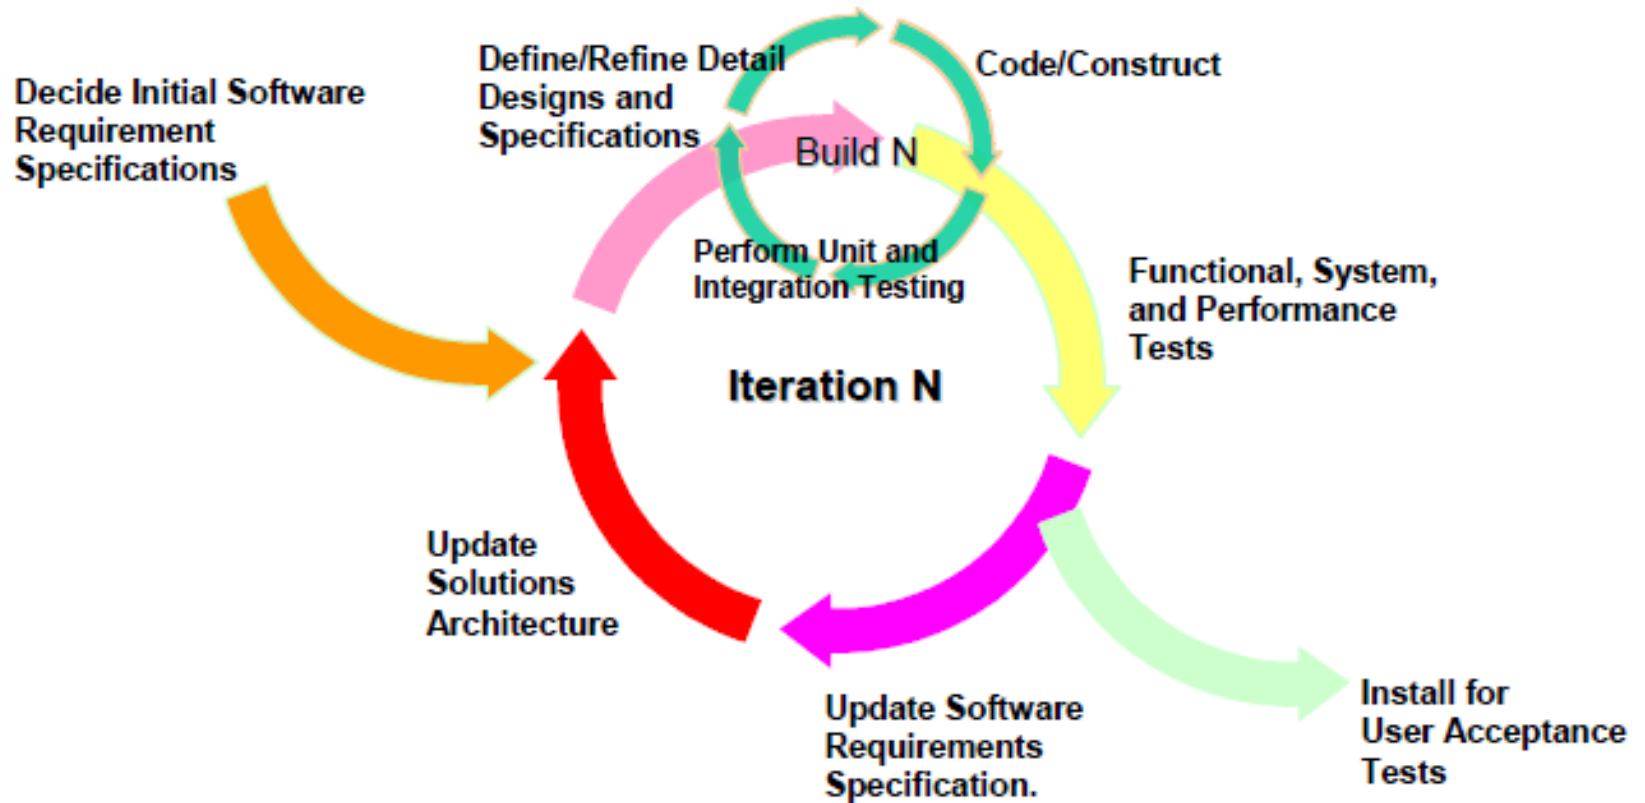 Decide Initial Software
Requirement
Specifications
Define/Refine Detail
Designs and
Specifications
Code/Construct
Build N
Perform Unit and
Integration Testing
Functional, System,
and Performance
Tests
Iteration N
Update
Solutions
Architecture
Update Software
Requirements
Specification.
Install for
User Acceptance
Tests